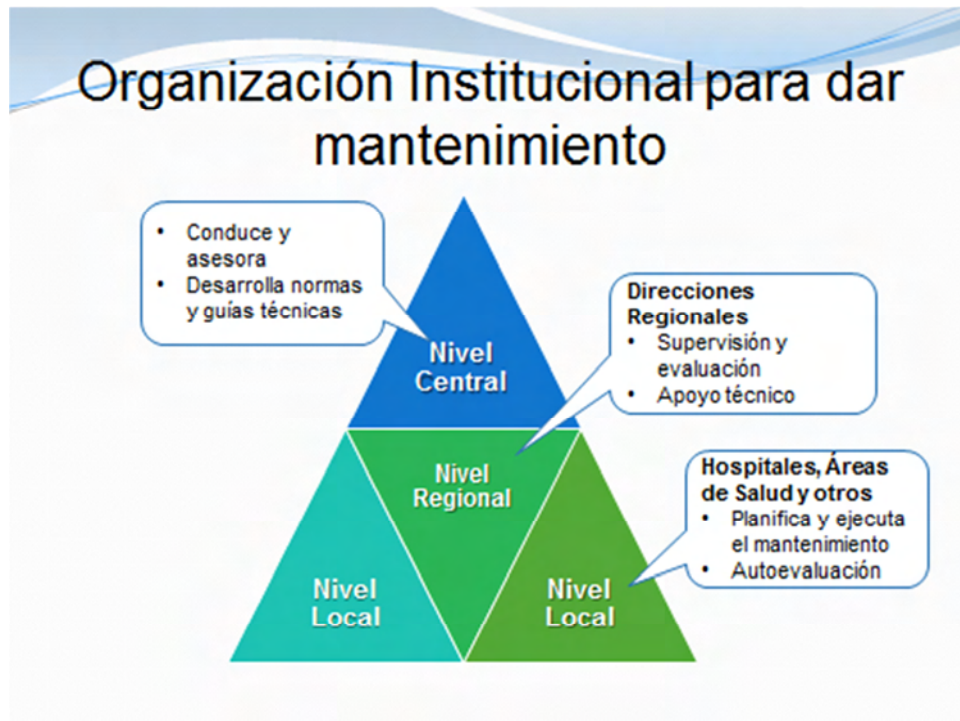 Organización Institucional para dar
mantenimiento
• Conduce y
asesora
• Desarrolla normas
y guías técnicas
Nivel
Central
Direcciones
Regionales
• Supervisión y
evaluación
• Apoyo técnico
Nivel
Regional
Hospitales, Áreas
de Salud y otros
• Planifica y ejecuta
el mantenimiento
• Autoevaluación
Nivel
Local
Nivel
Local